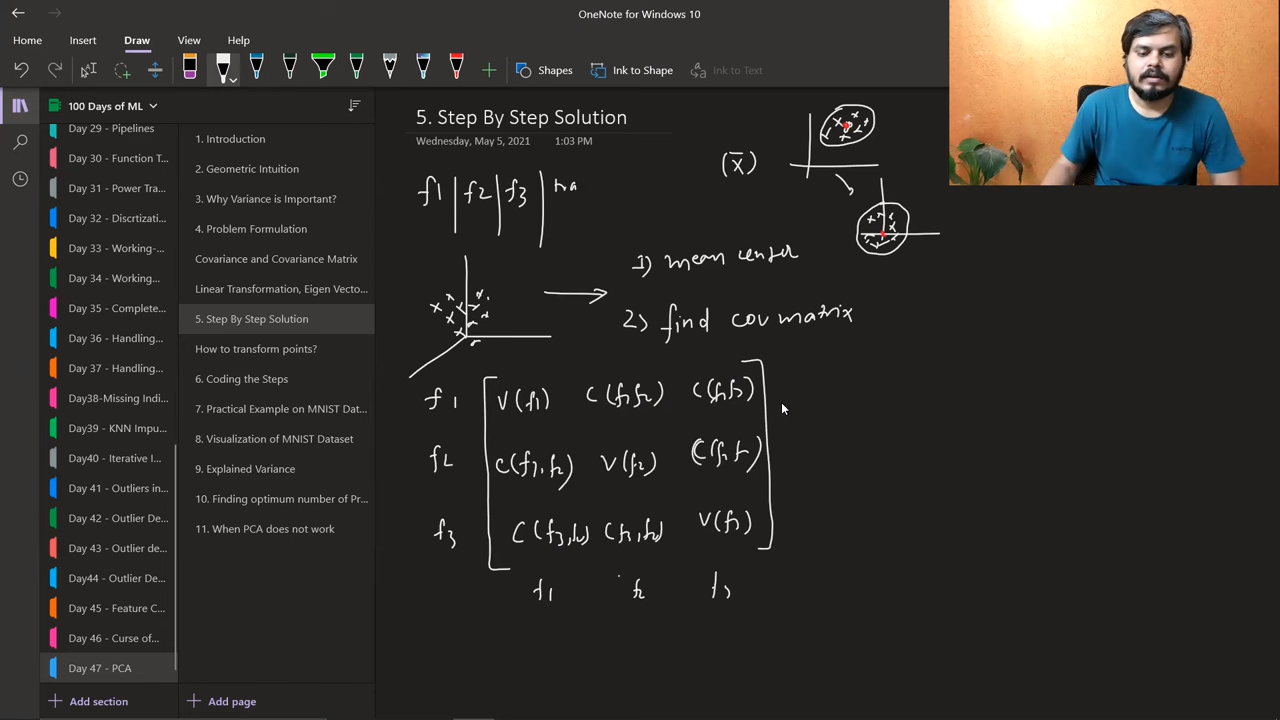 OneNote for Windows 10
Home Insert Draw View Help
Shapes Ink to Shape Ink to Text
100 Days of ML
Day 29 - Pipelines
Day 30 - Function T...
Day 31 - Power Tra...
Day 32 - Discrtizati...
Day 33 - Working-...
Day 34 - Working...
Day 35 - Complete...
Day 36 - Handling...
Day 37 - Handling...
Day38-Missing Indi...
Day39 - KNN Impu...
Day40 - Iterative I...
Day 41 - Outliers in...
Day 42 - Outlier De...
Day 43 - Outlier de...
Day44 - Outlier De...
Day 45 - Feature C...
Day 46 - Curse of...
Day 47 - PCA
Add section
1. Introduction
2. Geometric Intuition
3. Why Variance is Important?
4. Problem Formulation
Covariance and Covariance Matrix
Linear Transformation, Eigen Vecto...
5. Step By Step Solution
How to transform points?
6. Coding the Steps
7. Practical Example on MNIST Dat...
8. Visualization of MNIST Dataset
9. Explained Variance
10. Finding optimum number of Pr...
11. When PCA does not work
Add page
5. Step By Step Solution
Wednesday, May 5, 2021 1:03 PM
(x̄)
f1 | f2 | f3 |
1) mean center
2) find cov matrix
f1 V(f1) C(f1f2) C(f1f3)
f2 V(f2)
f3 V(f3)
f1 f2 f3